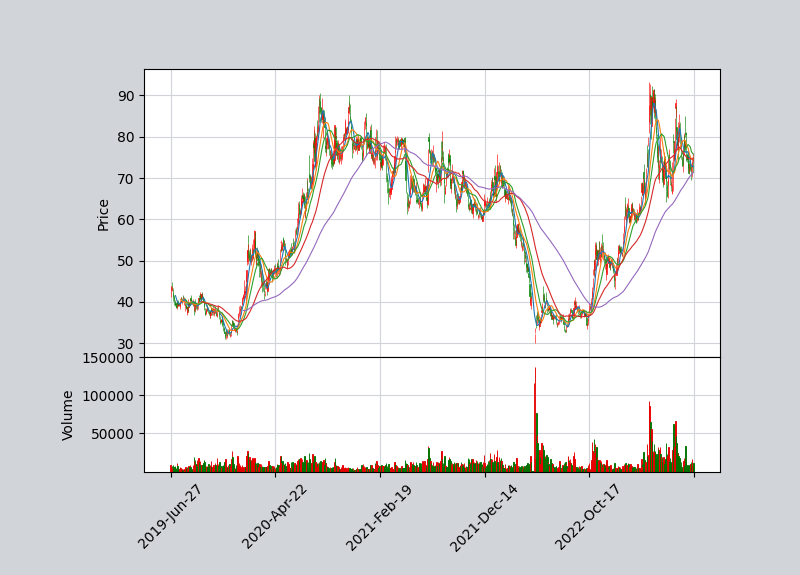 90
80
70
60
50
40
30
Price
150000
100000
50000
Volume
2019-Jun-27
2020-Apr-22
2021-Feb-19
2021-Dec-14
2022-Oct-17